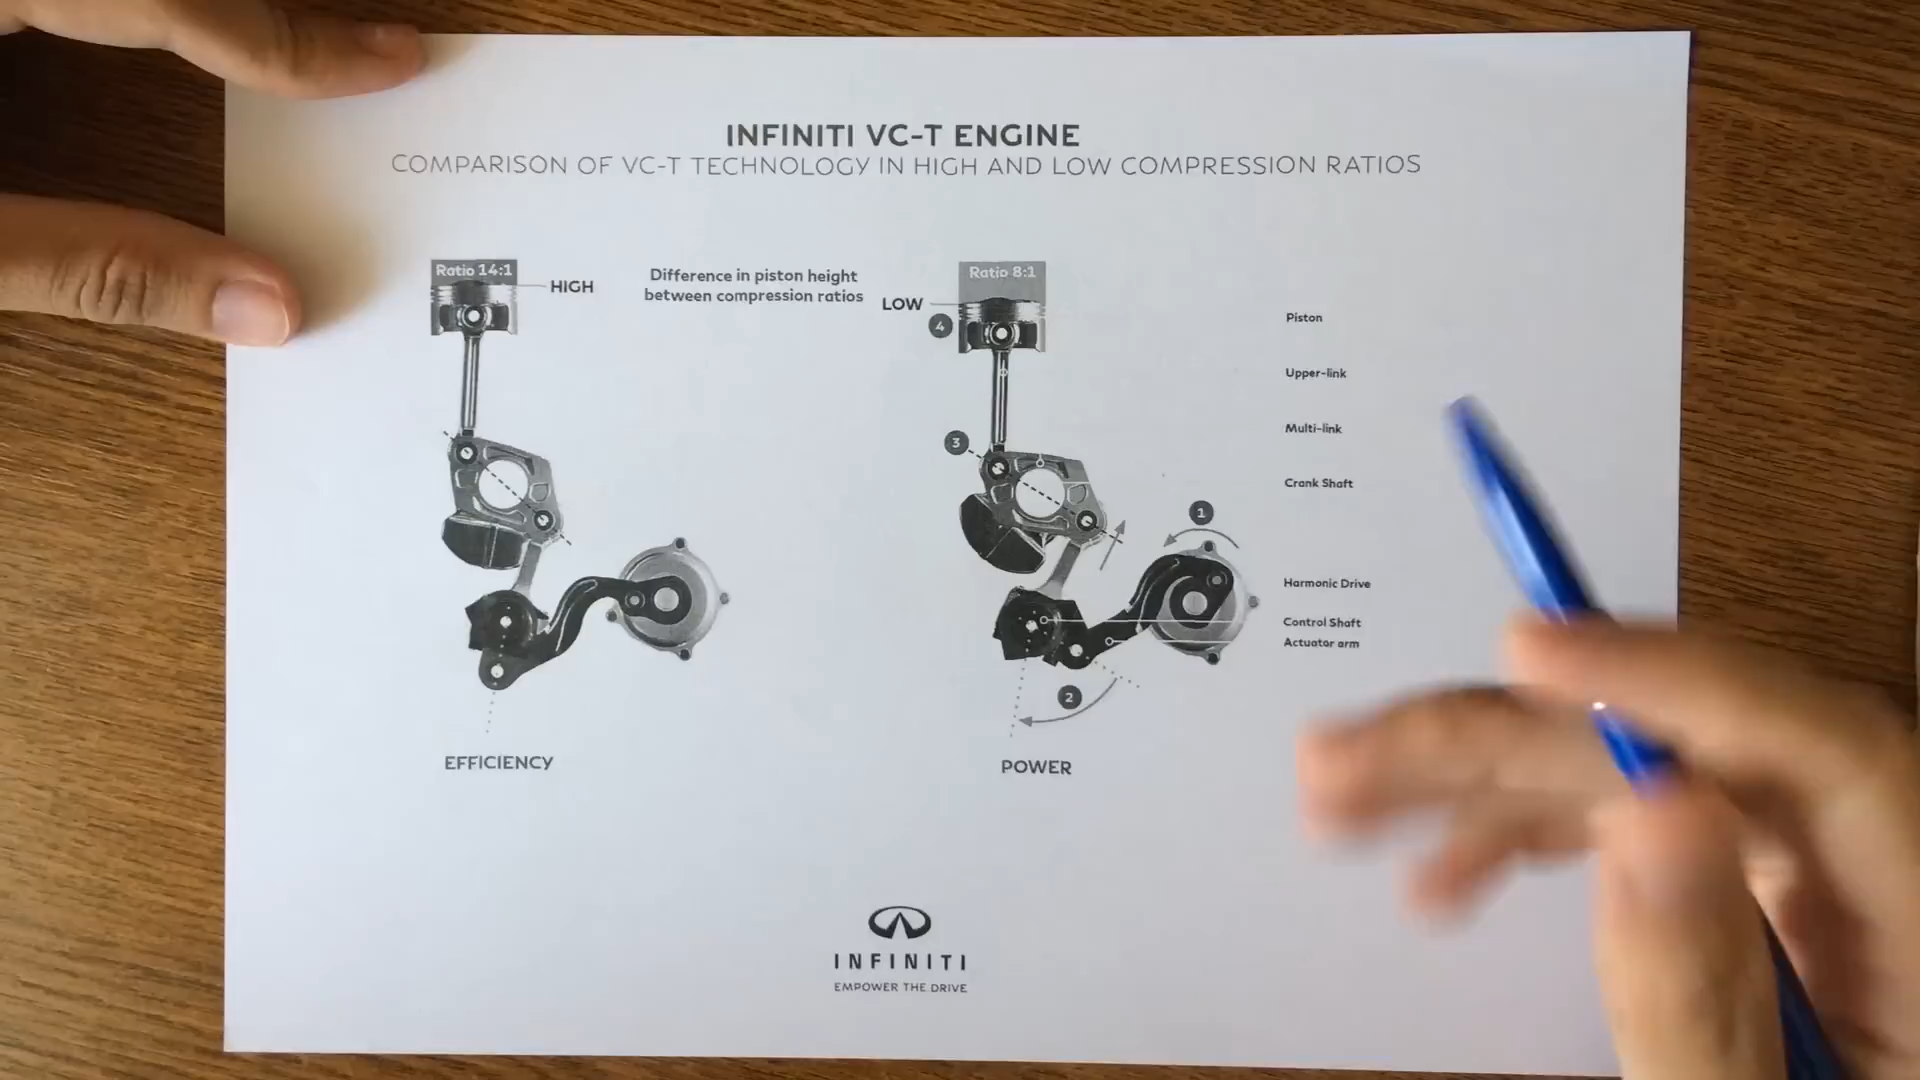 INFINITI VC-T ENGINE
COMPARISON OF VC-T TECHNOLOGY IN HIGH AND LOW COMPRESSION RATIOS
Ratio 14:1
HIGH
Difference in piston height
between compression ratios
Ratio 8:1
LOW
4
3
1
2
Piston
Upper-link
Multi-link
Crank Shaft
Harmonic Drive
Control Shaft
Actuator arm
EFFICIENCY
POWER
INFINITI
EMPOWER THE DRIVE